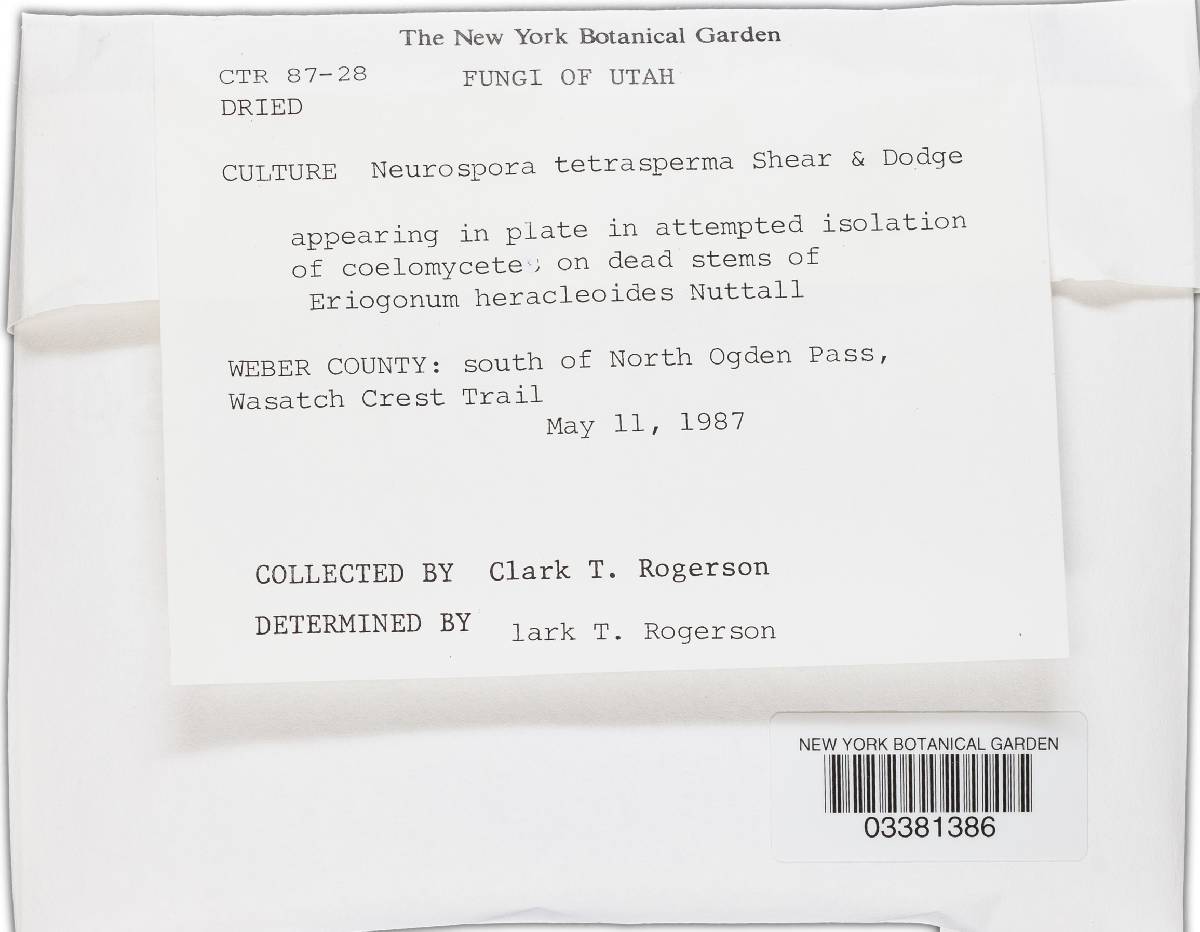 The New York Botanical Garden
CTR 87-28 FUNGI OF UTAH
DRIED
CULTURE Neurospora tetrasperma Shear & Dodge
appearing in plate in attempted isolation
of coelomycete, on dead stems of
Eriogonum heracleoides Nuttall
WEBER COUNTY: south of North Ogden Pass,
Wasatch Crest Trail
May 11, 1987
COLLECTED BY Clark T. Rogerson
DETERMINED BY lark T. Rogerson
NEW YORK BOTANICAL GARDEN
03381386